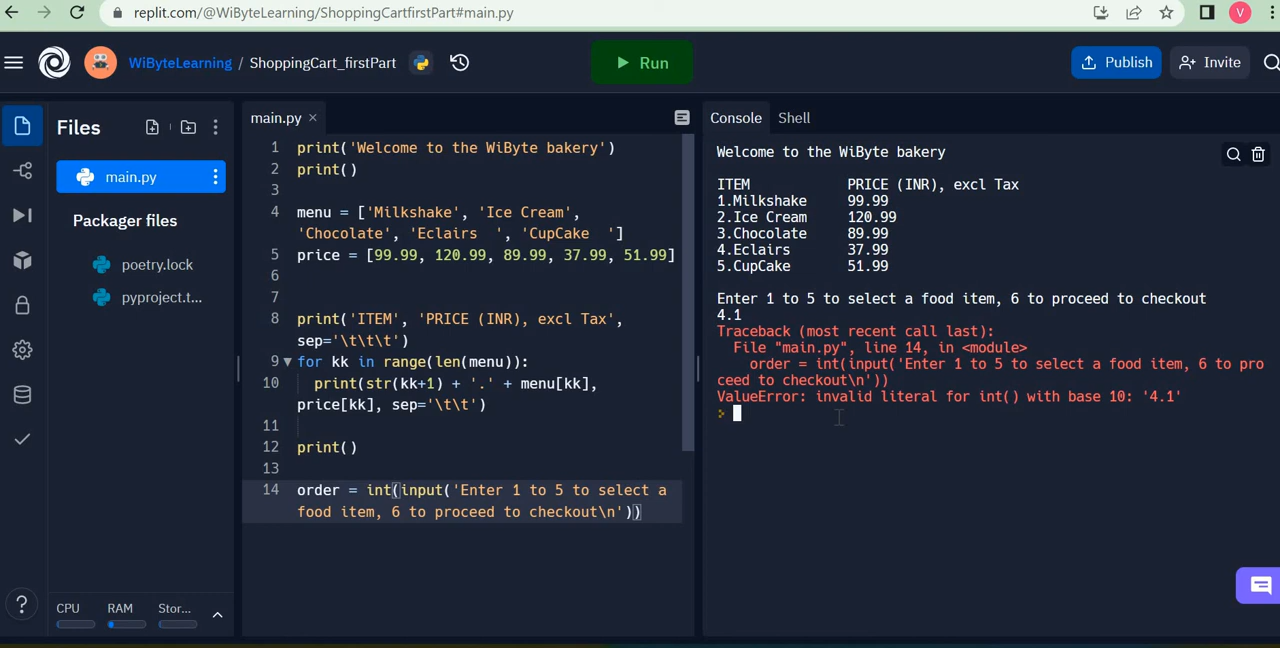 replit.com/@WiByteLearning/ShoppingCartfirstPart#main.py
V
WiByteLearning / ShoppingCart_firstPart
Run
Publish
Invite
Files
main.py
Packager files
poetry.lock
pyproject.t...
CPU
RAM
Stor...
?
main.py ×
1 print('Welcome to the WiByte bakery')
2 print()
3
4 menu = ['Milkshake', 'Ice Cream',
'Chocolate', 'Eclairs  ', 'CupCake  ']
5 price = [99.99, 120.99, 89.99, 37.99, 51.99]
6
7
8 print('ITEM', 'PRICE (INR), excl Tax',
sep='\t\t\t')
9 for kk in range(len(menu)):
10 print(str(kk+1) + '.' + menu[kk],
price[kk], sep='\t\t')
11
12 print()
13
14 order = int(input('Enter 1 to 5 to select a
food item, 6 to proceed to checkout\n'))
Console
Shell
Welcome to the WiByte bakery
ITEM PRICE (INR), excl Tax
1.Milkshake 99.99
2.Ice Cream 120.99
3.Chocolate 89.99
4.Eclairs 37.99
5.CupCake 51.99
Enter 1 to 5 to select a food item, 6 to proceed to checkout
4.1
Traceback (most recent call last):
File "main.py", line 14, in <module>
order = int(input('Enter 1 to 5 to select a food item, 6 to pro
ceed to checkout\n'))
ValueError: invalid literal for int() with base 10: '4.1'